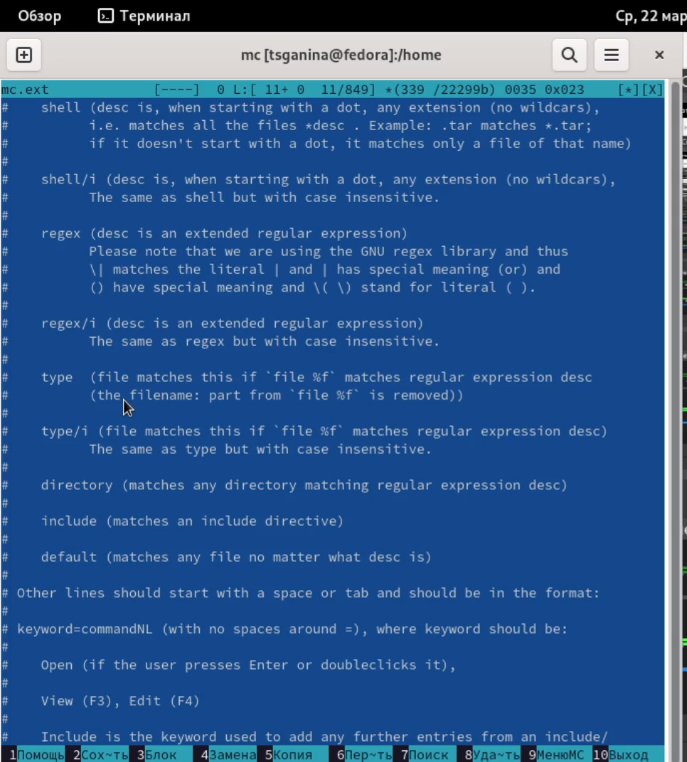 Обзор Терминал Ср, 22 мар
mc [tsganina@fedora]:/home
mc.ext [----] 0 L:[ 11+ 0 11/849] *(339 /22299b) 0035 0x023 [*][X]
# shell (desc is, when starting with a dot, any extension (no wildcars),
# i.e. matches all the files *desc . Example: .tar matches *.tar;
# if it doesn't start with a dot, it matches only a file of that name)
#
# shell/i (desc is, when starting with a dot, any extension (no wildcars),
# The same as shell but with case insensitive.
#
# regex (desc is an extended regular expression)
# Please note that we are using the GNU regex library and thus
# \| matches the literal | and | has special meaning (or) and
# () have special meaning and \( \) stand for literal ( ).
#
# regex/i (desc is an extended regular expression)
# The same as regex but with case insensitive.
#
# type (file matches this if `file %f` matches regular expression desc
# (the filename: part from `file %f` is removed))
#
# type/i (file matches this if `file %f` matches regular expression desc)
# The same as type but with case insensitive.
#
# directory (matches any directory matching regular expression desc)
#
# include (matches an include directive)
#
# default (matches any file no matter what desc is)
#
# Other lines should start with a space or tab and should be in the format:
#
# keyword=commandNL (with no spaces around =), where keyword should be:
#
# Open (if the user presses Enter or doubleclicks it),
#
# View (F3), Edit (F4)
#
# Include is the keyword used to add any further entries from an include/
1Помощь 2Сох~ть 3Блок 4Замена 5Копия 6Пер~ть 7Поиск 8Уда~ть 9МенюMC 10Выход